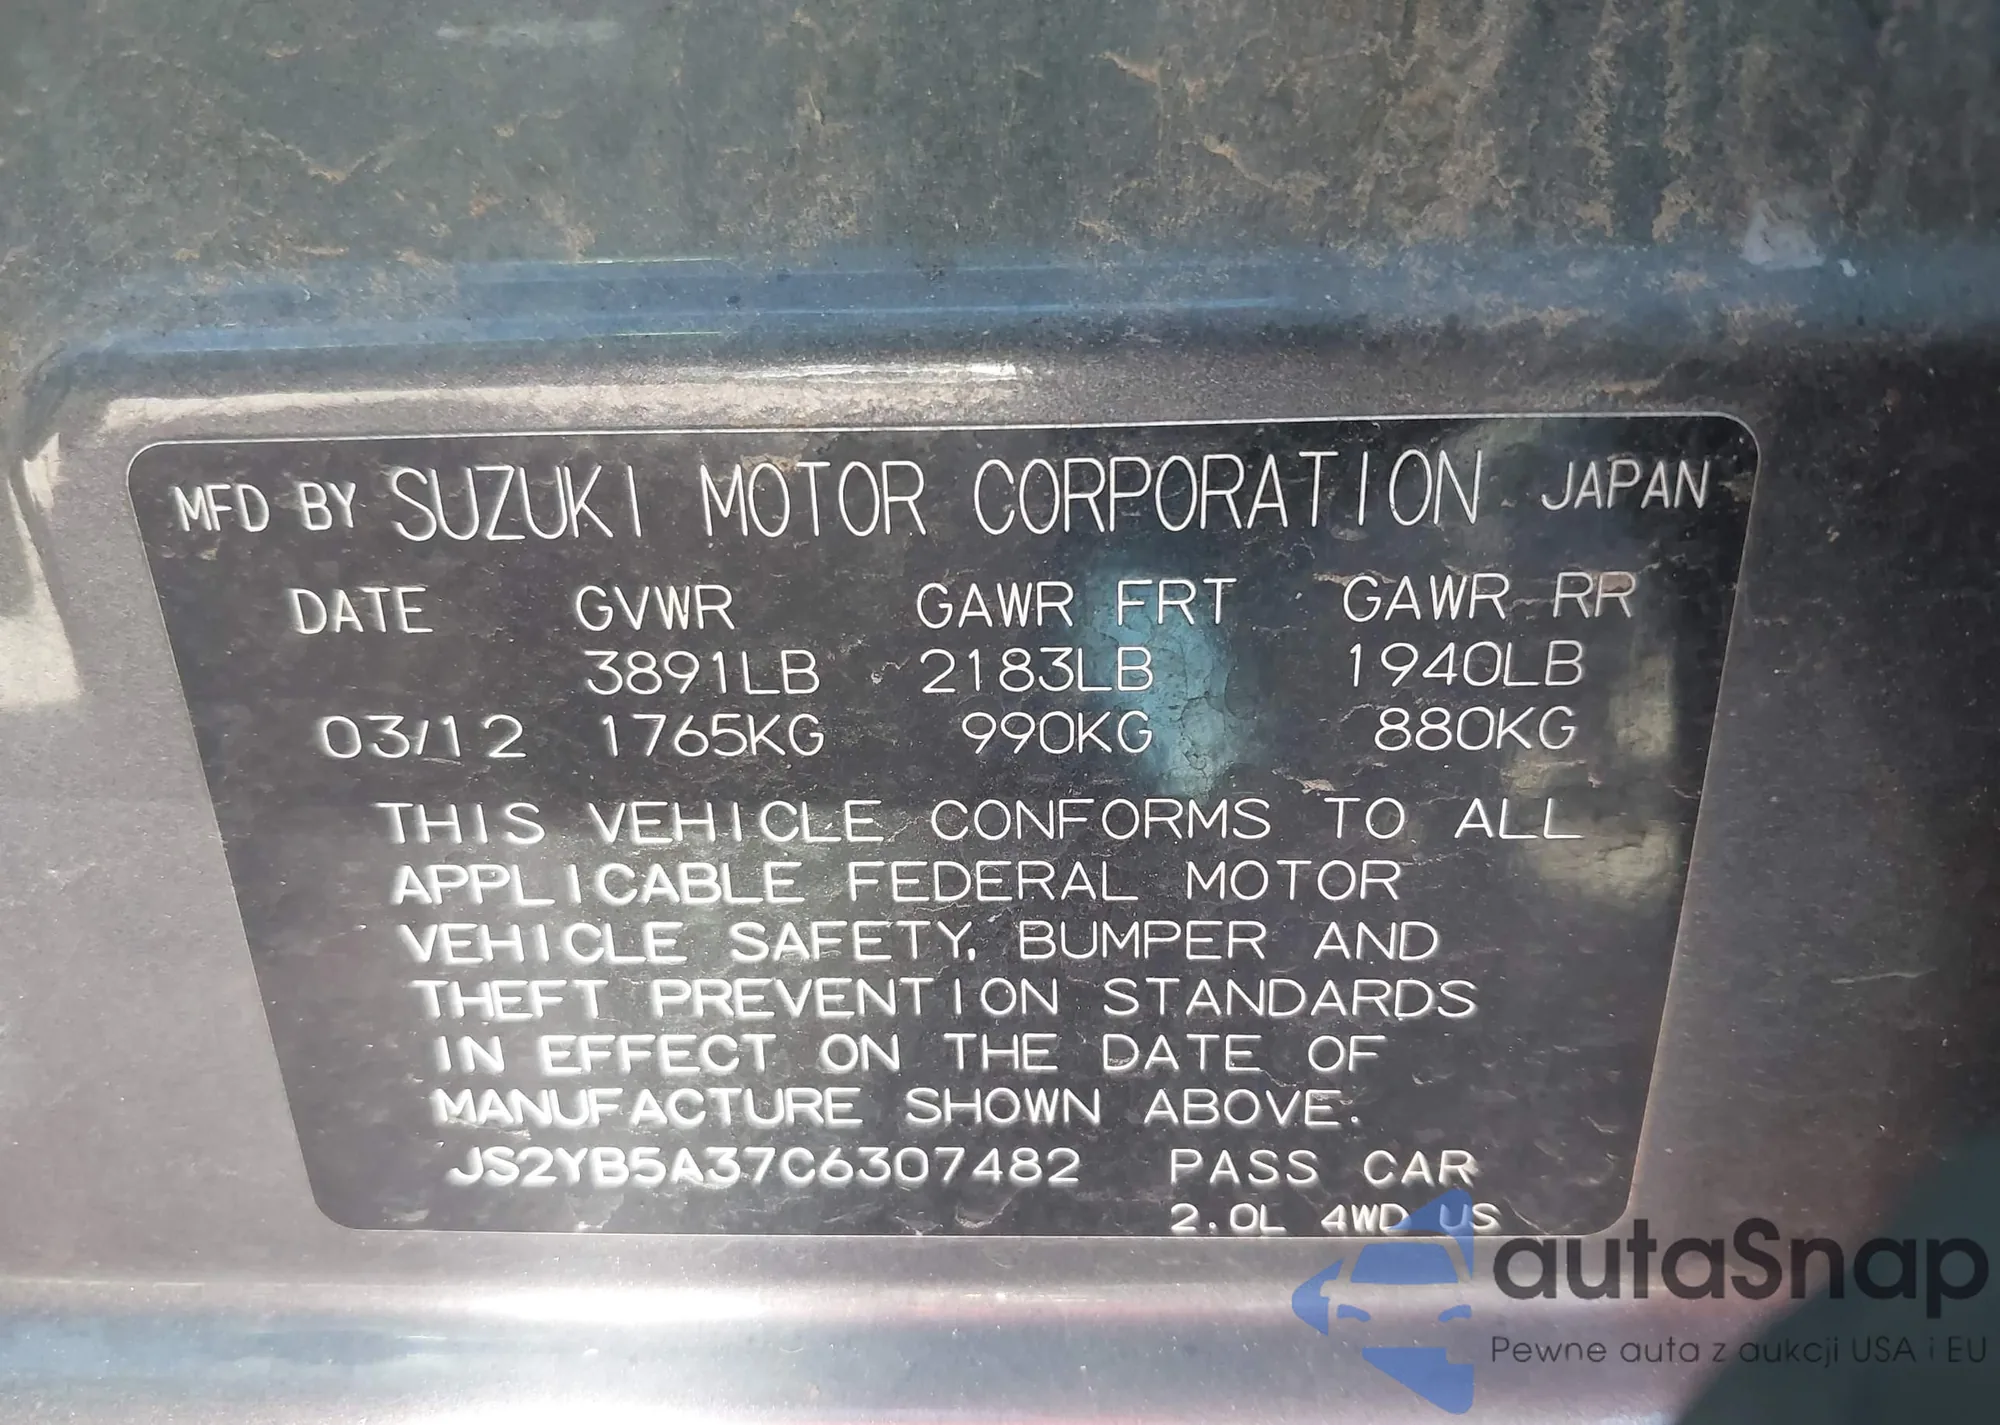 MFD BY SUZUKI MOTOR CORPORATION JAPAN
DATE GVWR GAWR FRT GAWR RR
3891LB 2183LB 1940LB
03/12 1765KG 990KG 880KG
THIS VEHICLE CONFORMS TO ALL
APPLICABLE FEDERAL MOTOR
VEHICLE SAFETY, BUMPER AND
THEFT PREVENTION STANDARDS
IN EFFECT ON THE DATE OF
MANUFACTURE SHOWN ABOVE.
JS2YB5A37C6307482 PASS CAR
2.0L 4WD US
autaSnap
Pewne auta z aukcji USA i EU